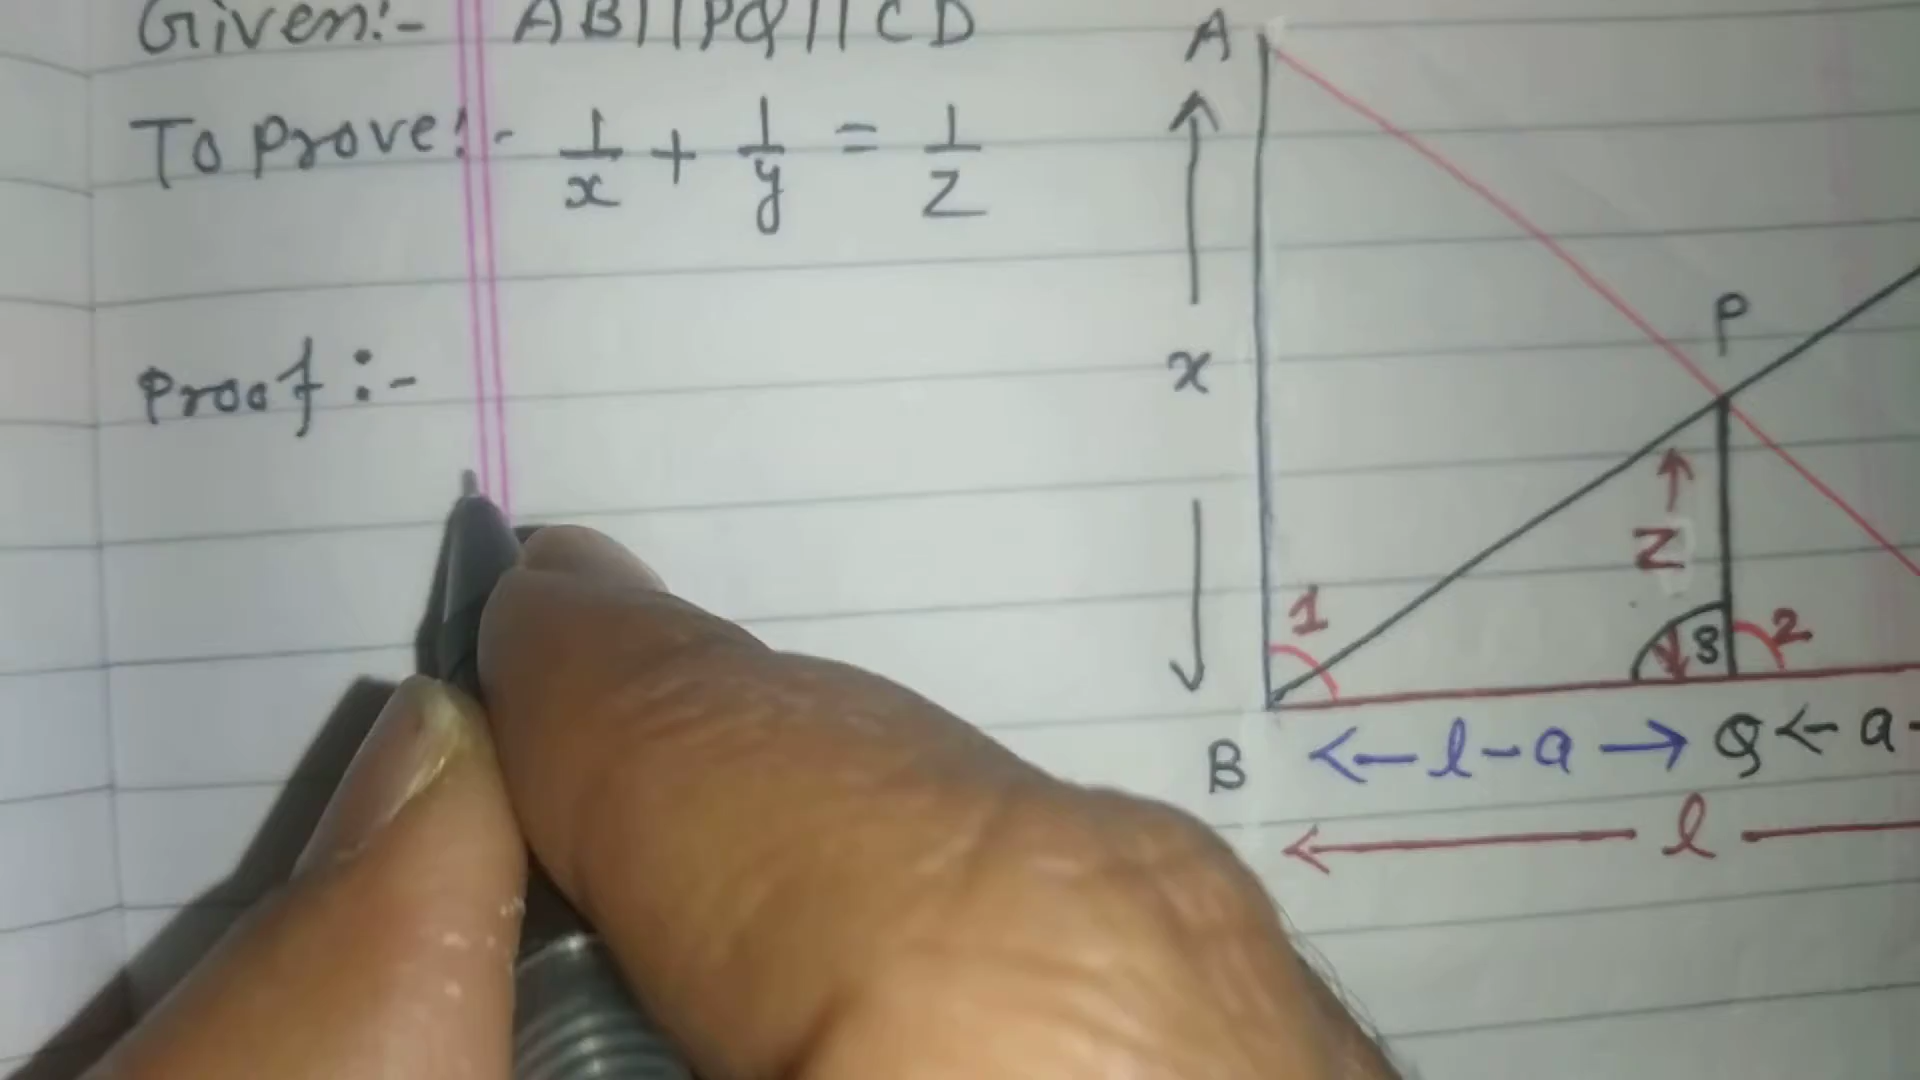 Given:- AB||PQ||CD
To prove:- 1/x + 1/y = 1/z
Proof:-
A
x
P
z
1
3
2
B
<- l-a -> Q <- a -
<- l -